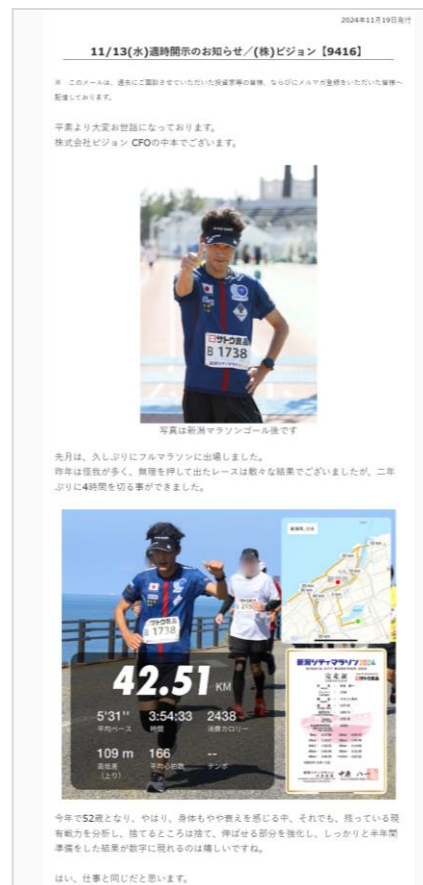 2024年11月19日発行
11/13(水)適時開示のお知らせ／(株)ビジョン【9416】
※ このメールは、過去にご面談させていただいた投資家等の皆様、ならびにメルマガ登録をいただいた皆様へ
配信しております。
平素より大変お世話になっております。
株式会社ビジョン CFOの中本でございます。
サトウ食品
B 1738
写真は新潟マラソンゴール後です
先月は、久しぶりにフルマラソンに出場しました。
昨年は怪我が多く、無理を押して出たレースは散々な結果でございましたが、二年
ぶりに4時間を切る事ができました。
新潟県, 日本
サトウ食品
B 1738
42.51 KM
5'31" 3:54:33 2438
平均ペース 時間 消費カロリー
109 m 166 --
高低差 平均心拍数 テンポ
(上り)
新潟シティマラソン2024
完走証
今年で52歳となり、やはり、身体もやや衰えを感じる中、それでも、残っている現
有戦力を分析し、捨てるところは捨て、伸ばせる部分を強化し、しっかりと半年間
準備をした結果が数字に現れるのは嬉しいですね。
はい、仕事と同じだと思います。